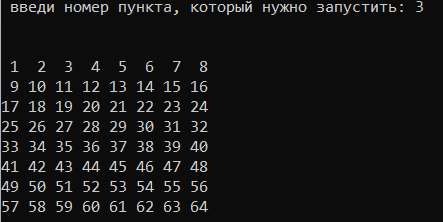 введи номер пункта, который нужно запустить: 3
1 2 3 4 5 6 7 8
9 10 11 12 13 14 15 16
17 18 19 20 21 22 23 24
25 26 27 28 29 30 31 32
33 34 35 36 37 38 39 40
41 42 43 44 45 46 47 48
49 50 51 52 53 54 55 56
57 58 59 60 61 62 63 64